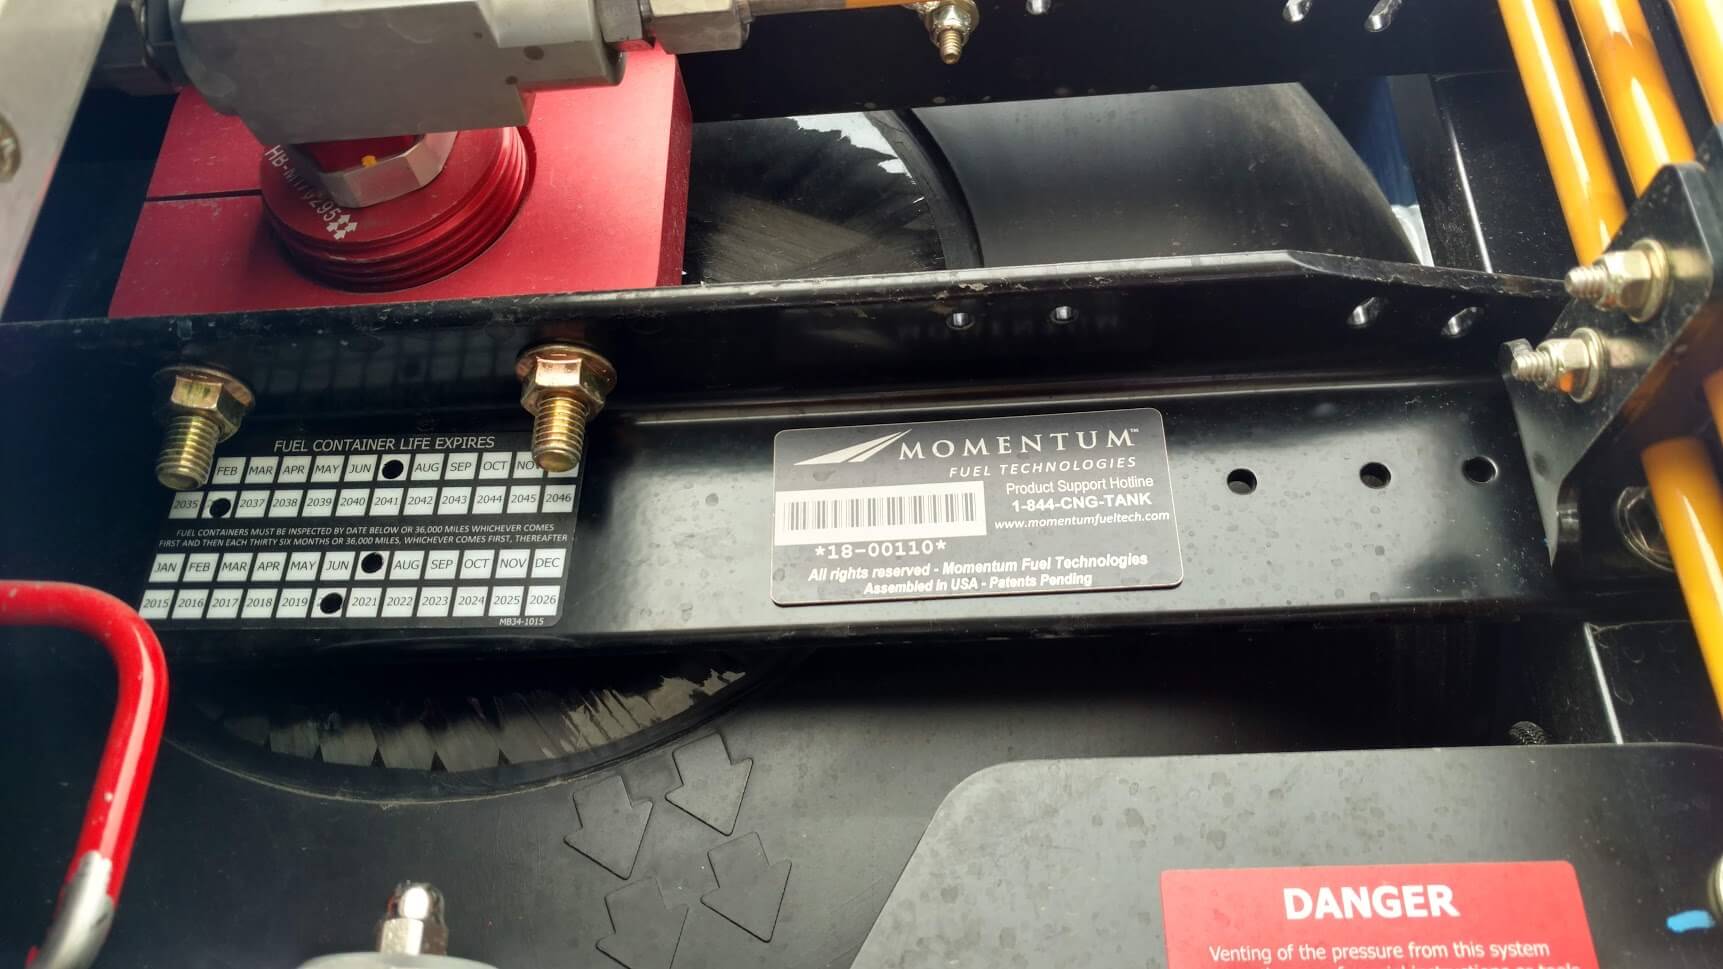 HB-M170295
FUEL CONTAINER LIFE EXPIRES
FEB MAR APR MAY JUN AUG SEP OCT NOV
2035 2037 2038 2039 2040 2041 2042 2043 2044 2045 2046
FUEL CONTAINERS MUST BE INSPECTED BY DATE BELOW OR 36,000 MILES WHICHEVER COMES
FIRST AND THEN EACH THIRTY SIX MONTHS OR 36,000 MILES, WHICHEVER COMES FIRST, THEREAFTER
JAN FEB MAR APR MAY JUN AUG SEP OCT NOV DEC
2015 2016 2017 2018 2019 2021 2022 2023 2024 2025 2026
MB34-1015
MOMENTUM™
FUEL TECHNOLOGIES
Product Support Hotline
1-844-CNG-TANK
www.momentumfueltech.com
*18-00110*
All rights reserved - Momentum Fuel Technologies
Assembled in USA - Patents Pending
DANGER
Venting of the pressure from this system